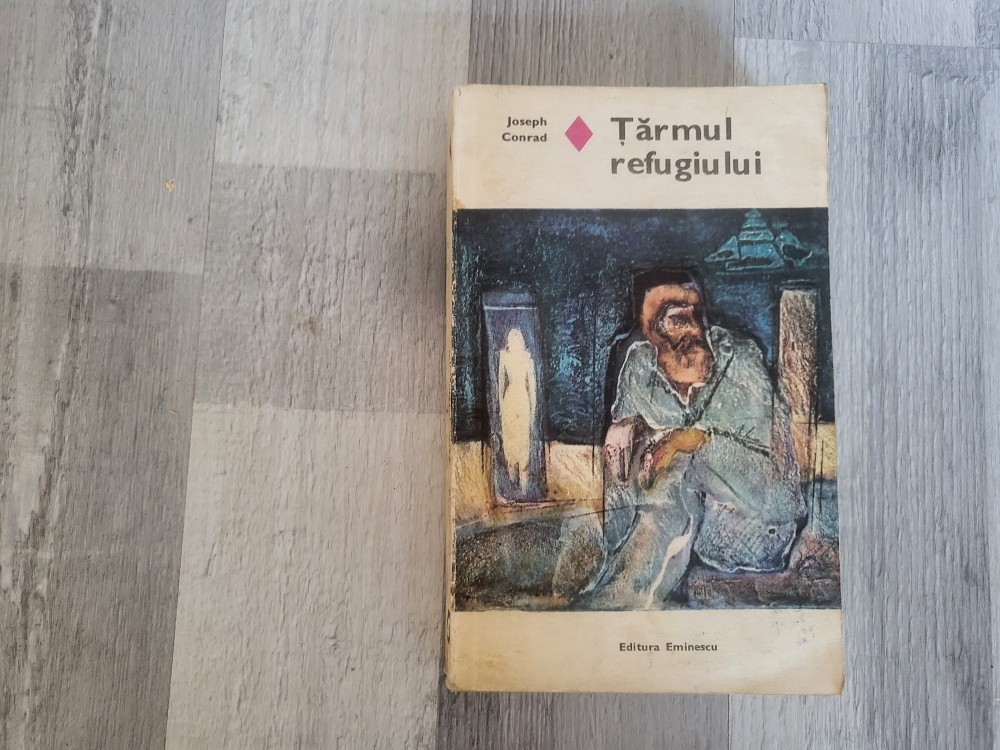 Joseph
Conrad
Țărmul
refugiului
Editura Eminescu